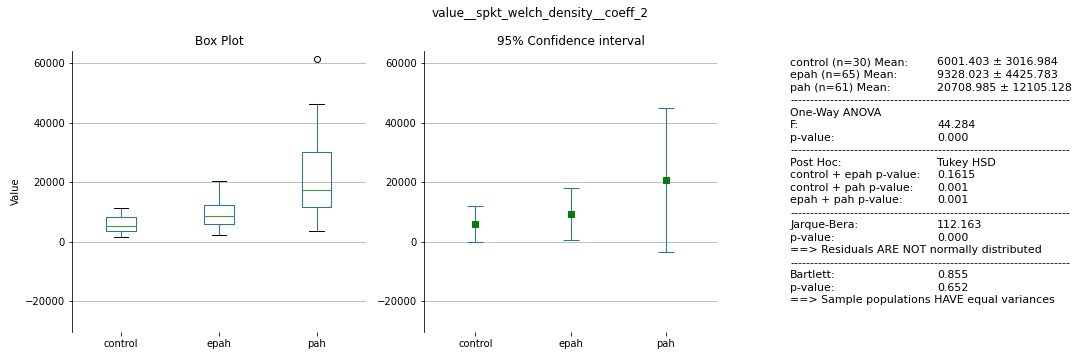 value__spkt_welch_density__coeff_2
Box Plot
60000
40000
20000
0
−20000
Value
control
epah
pah
95% Confidence interval
60000
40000
20000
0
−20000
control
epah
pah
control (n=30) Mean: 6001.403 ± 3016.984
epah (n=65) Mean: 9328.023 ± 4425.783
pah (n=61) Mean: 20708.985 ± 12105.128
One-Way ANOVA
F: 44.284
p-value: 0.000
Post Hoc: Tukey HSD
control + epah p-value: 0.1615
control + pah p-value: 0.001
epah + pah p-value: 0.001
Jarque-Bera: 112.163
p-value: 0.000
==> Residuals ARE NOT normally distributed
Bartlett: 0.855
p-value: 0.652
==> Sample populations HAVE equal variances